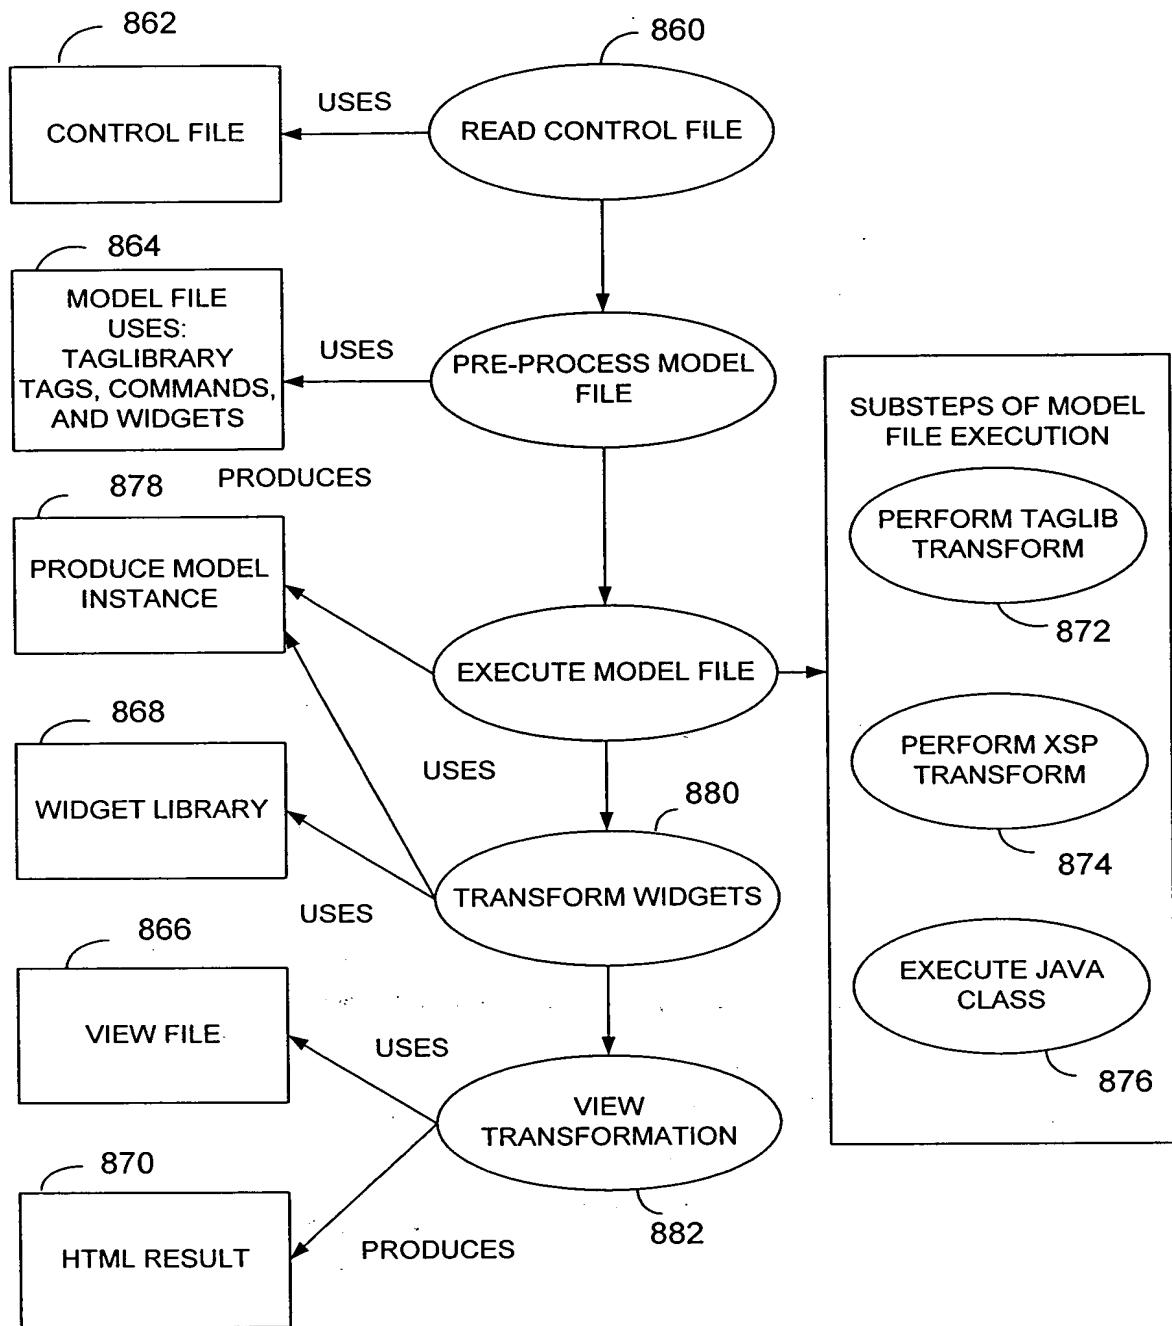 862
860
CONTROL FILE
USES
READ CONTROL FILE
864
MODEL FILE
USES:
TAGLIBRARY
TAGS, COMMANDS,
AND WIDGETS
USES
PRE-PROCESS MODEL
FILE
SUBSTEPS OF MODEL
FILE EXECUTION
PERFORM TAGLIB
TRANSFORM
872
PERFORM XSP
TRANSFORM
874
EXECUTE JAVA
CLASS
876
878
PRODUCES
PRODUCE MODEL
INSTANCE
EXECUTE MODEL FILE
868
WIDGET LIBRARY
USES
880
TRANSFORM WIDGETS
USES
866
VIEW FILE
USES
VIEW
TRANSFORMATION
882
870
HTML RESULT
PRODUCES